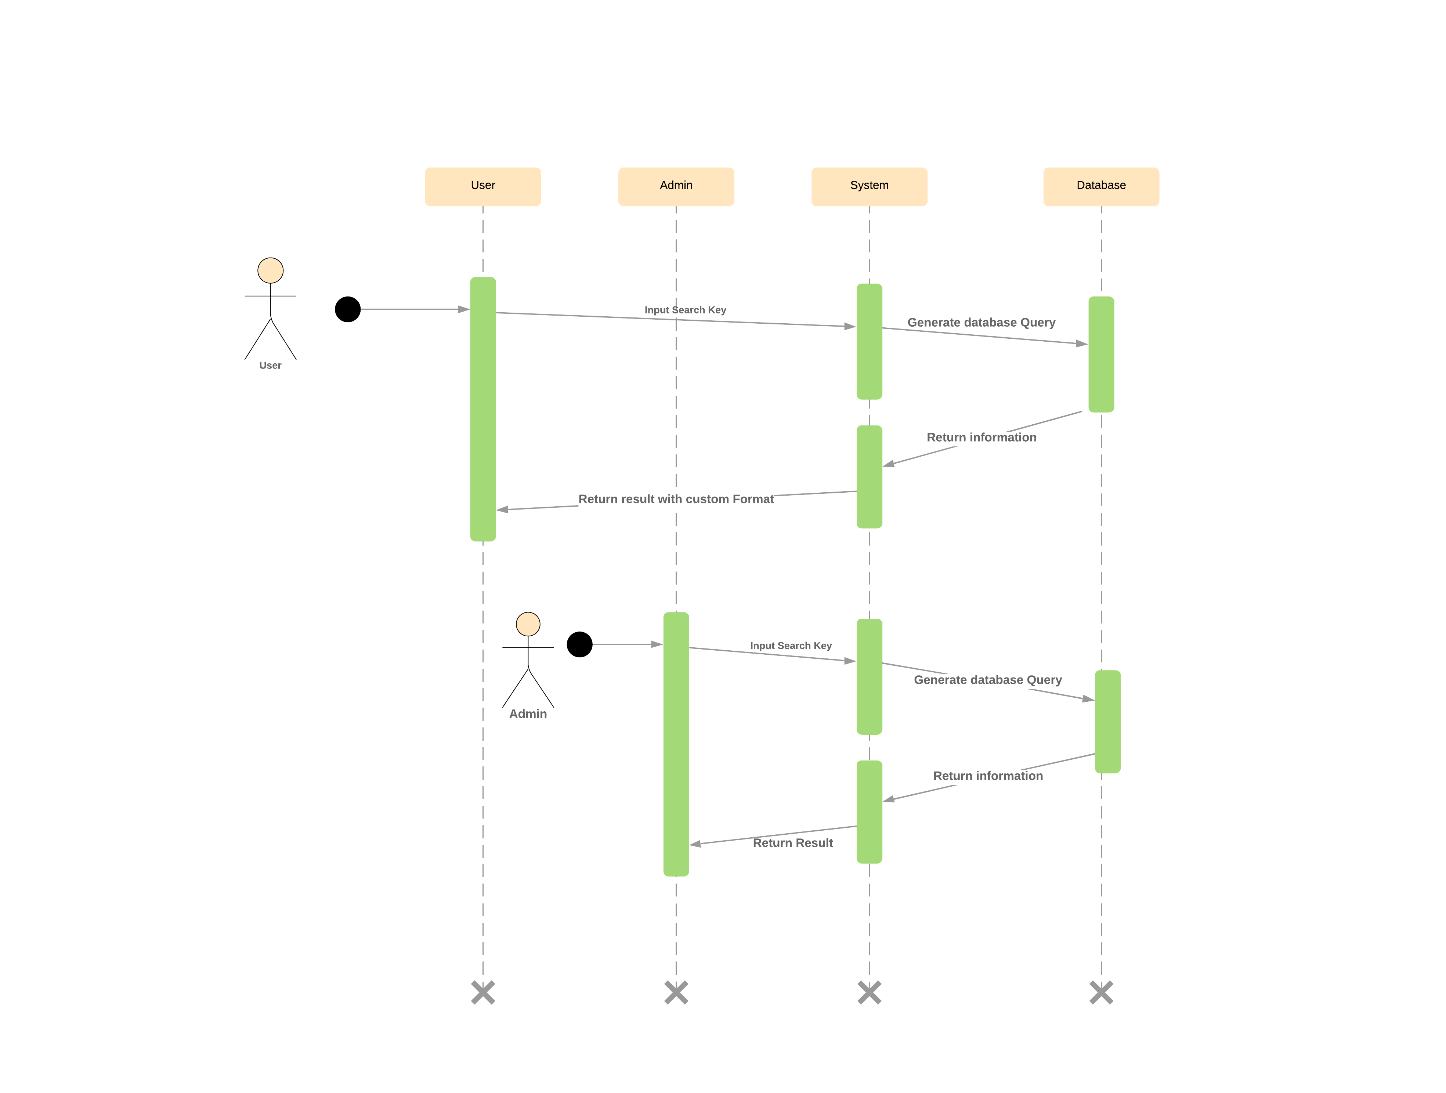 User
Admin
System
Database
User
Input Search Key
Generate database Query
Return information
Return result with custom Format
Admin
Input Search Key
Generate database Query
Return information
Return Result